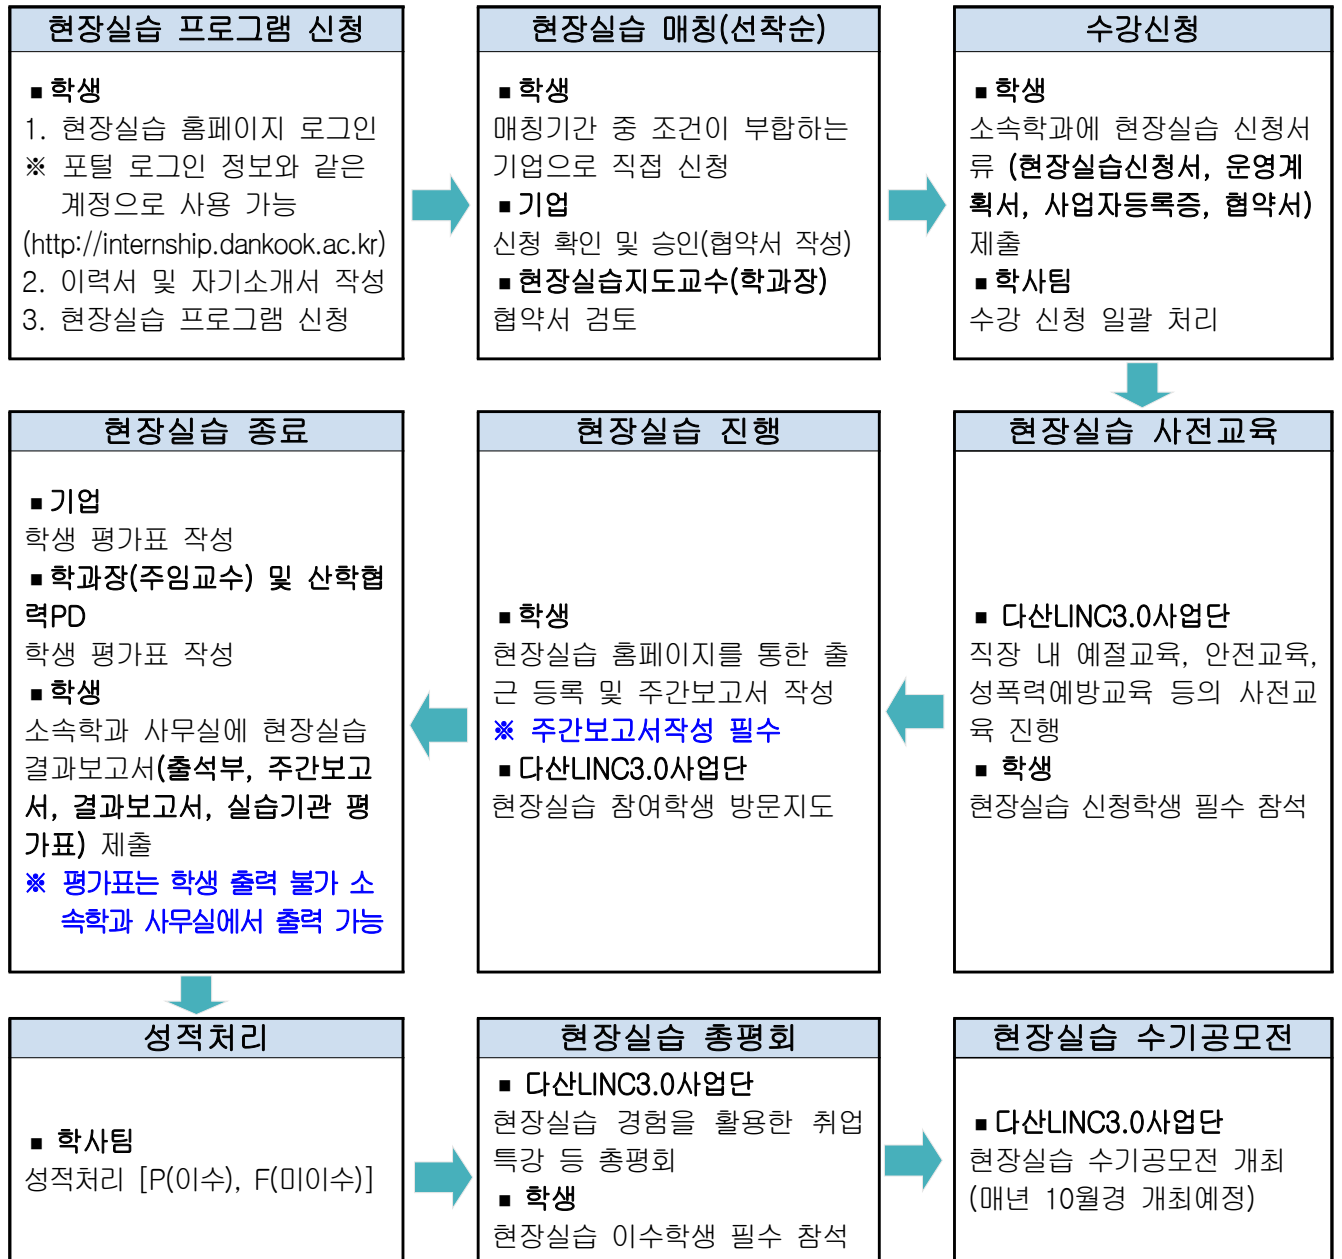 현장실습 프로그램 신청
■ 학생
1. 현장실습 홈페이지 로그인
※ 포털 로그인 정보와 같은
계정으로 사용 가능
(http://internship.dankook.ac.kr)
2. 이력서 및 자기소개서 작성
3. 현장실습 프로그램 신청
현장실습 매칭(선착순)
■ 학생
매칭기간 중 조건이 부합하는
기업으로 직접 신청
■ 기업
신청 확인 및 승인(협약서 작성)
■ 현장실습지도교수(학과장)
협약서 검토
수강신청
■ 학생
소속학과에 현장실습 신청서
류 (현장실습신청서, 운영계
획서, 사업자등록증, 협약서)
제출
■ 학사팀
수강 신청 일괄 처리
현장실습 사전교육
■ 다산LINC3.0사업단
직장 내 예절교육, 안전교육,
성폭력예방교육 등의 사전교
육 진행
■ 학생
현장실습 신청학생 필수 참석
현장실습 진행
■ 학생
현장실습 홈페이지를 통한 출
근 등록 및 주간보고서 작성
※ 주간보고서작성 필수
■ 다산LINC3.0사업단
현장실습 참여학생 방문지도
현장실습 종료
■ 기업
학생 평가표 작성
■ 학과장(주임교수) 및 산학협
력PD
학생 평가표 작성
■ 학생
소속학과 사무실에 현장실습
결과보고서(출석부, 주간보고
서, 결과보고서, 실습기관 평
가표) 제출
※ 평가표는 학생 출력 불가 소
속학과 사무실에서 출력 가능
성적처리
■ 학사팀
성적처리 [P(이수), F(미이수)]
현장실습 총평회
■ 다산LINC3.0사업단
현장실습 경험을 활용한 취업
특강 등 총평회
■ 학생
현장실습 이수학생 필수 참석
현장실습 수기공모전
■ 다산LINC3.0사업단
현장실습 수기공모전 개최
(매년 10월경 개최예정)